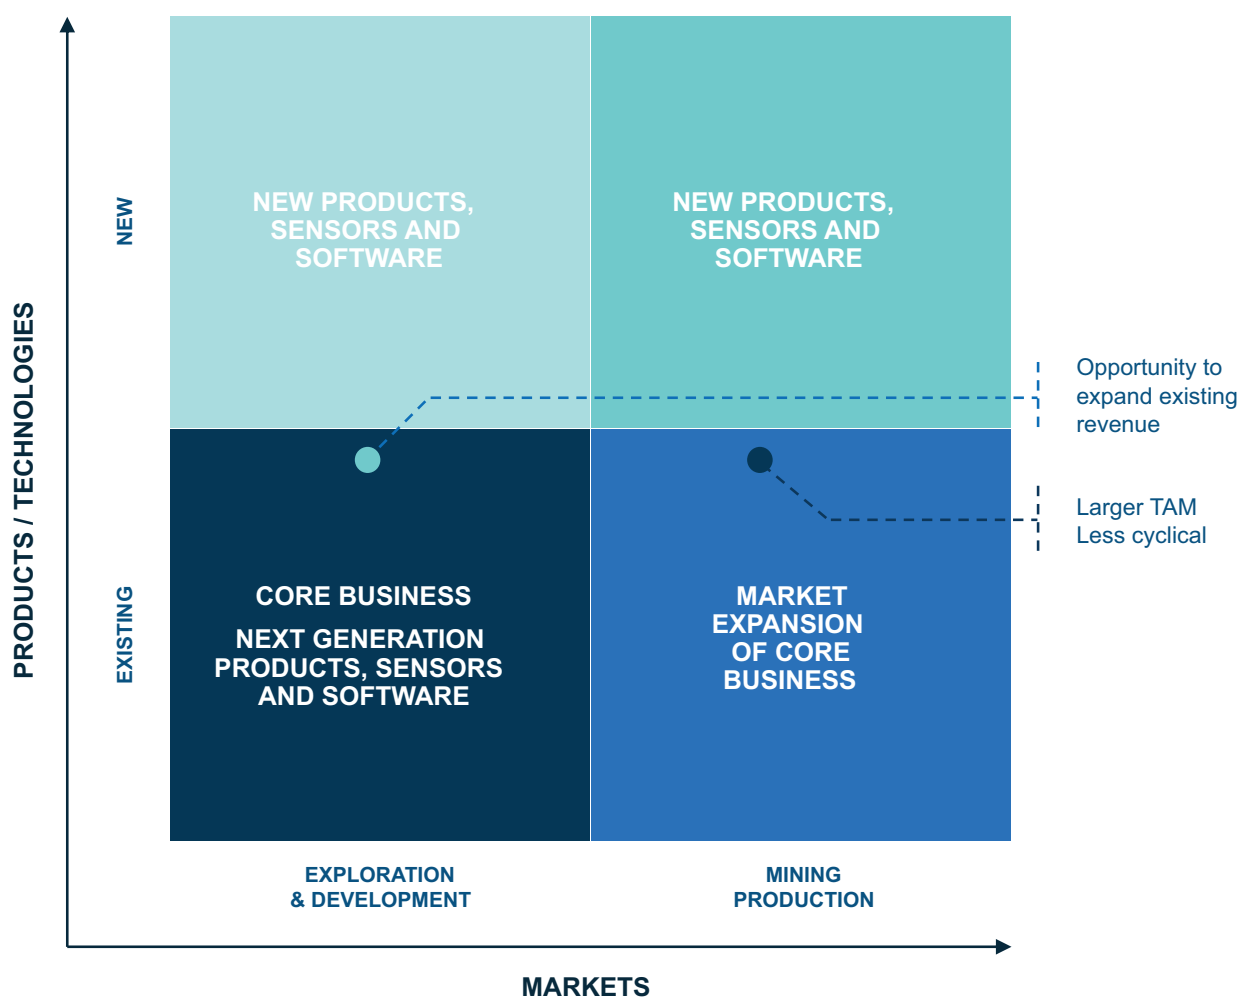 PRODUCTS / TECHNOLOGIES
NEW
NEW PRODUCTS,
SENSORS AND
SOFTWARE
NEW PRODUCTS,
SENSORS AND
SOFTWARE
Opportunity to
expand existing
revenue
Larger TAM
Less cyclical
EXISTING
CORE BUSINESS
NEXT GENERATION
PRODUCTS, SENSORS
AND SOFTWARE
MARKET
EXPANSION
OF CORE
BUSINESS
EXPLORATION
& DEVELOPMENT
MINING
PRODUCTION
MARKETS